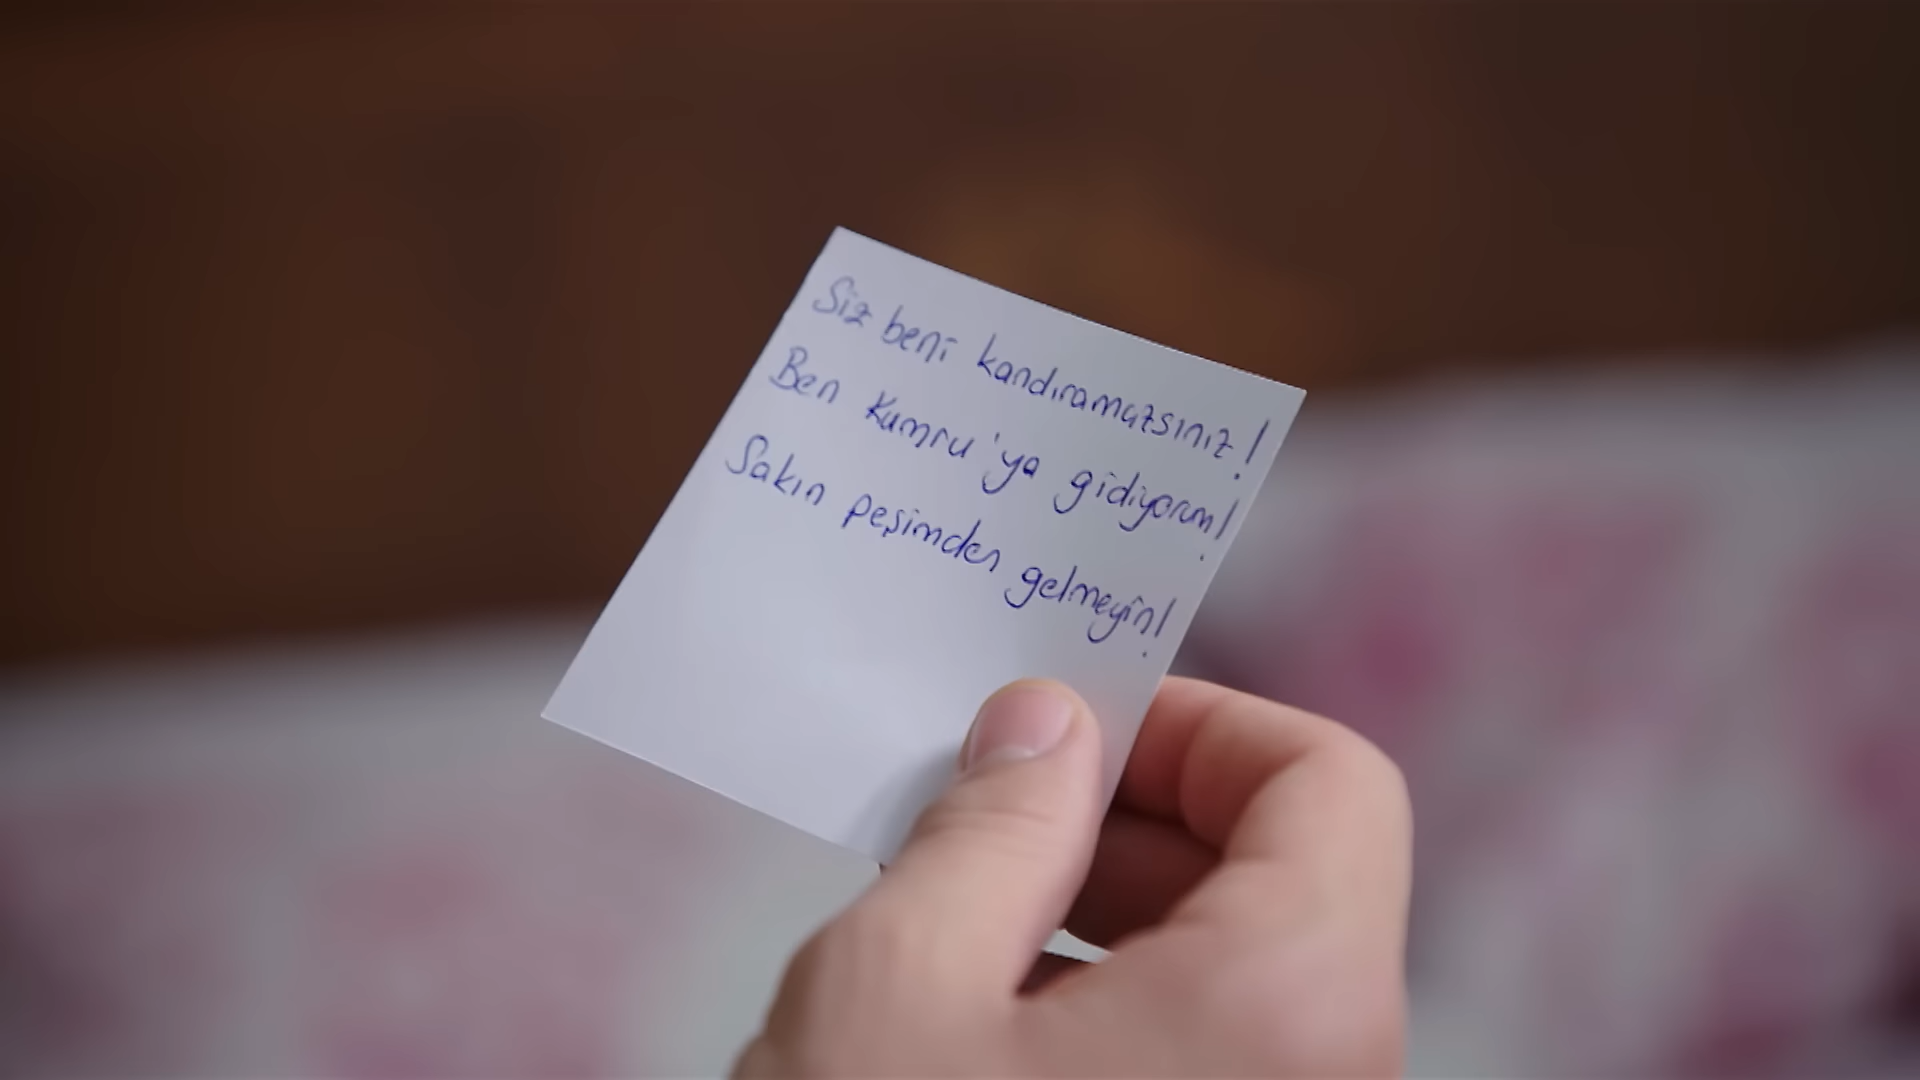 Siz beni kandıramazsınız!
Ben Kumru'ya gidiyorum!
Sakın peşimden gelmeyin!